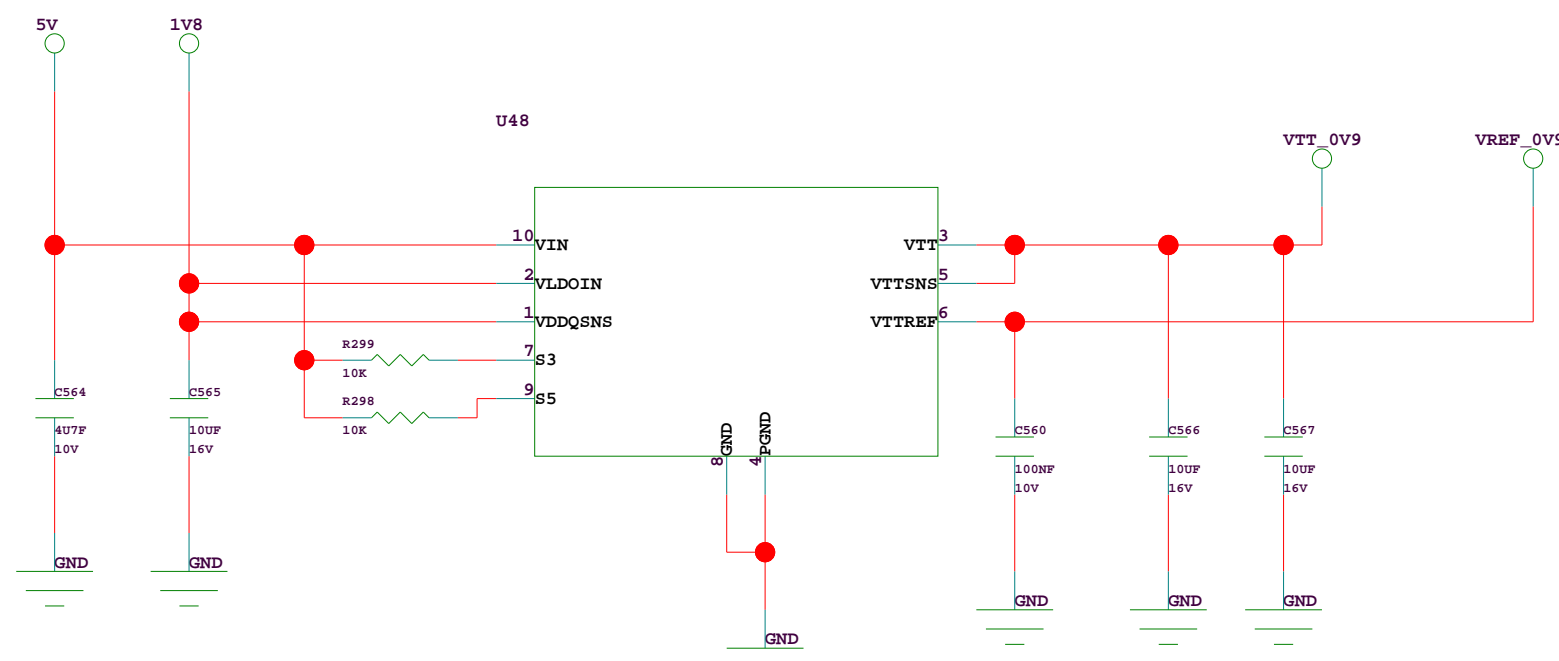 5V
1V8
U48
VTT_0V9
VREF_0V9
10
VIN
2
VLDOIN
1
VDDQSNS
7
S3
9
S5
VTT
3
VTTSNS
5
VTTREF
6
8
GND
4
PGND
R299
10K
R298
10K
C564
4U7F
10V
C565
10UF
16V
C560
100NF
10V
C566
10UF
16V
C567
10UF
16V
GND
GND
GND
GND
GND
GND